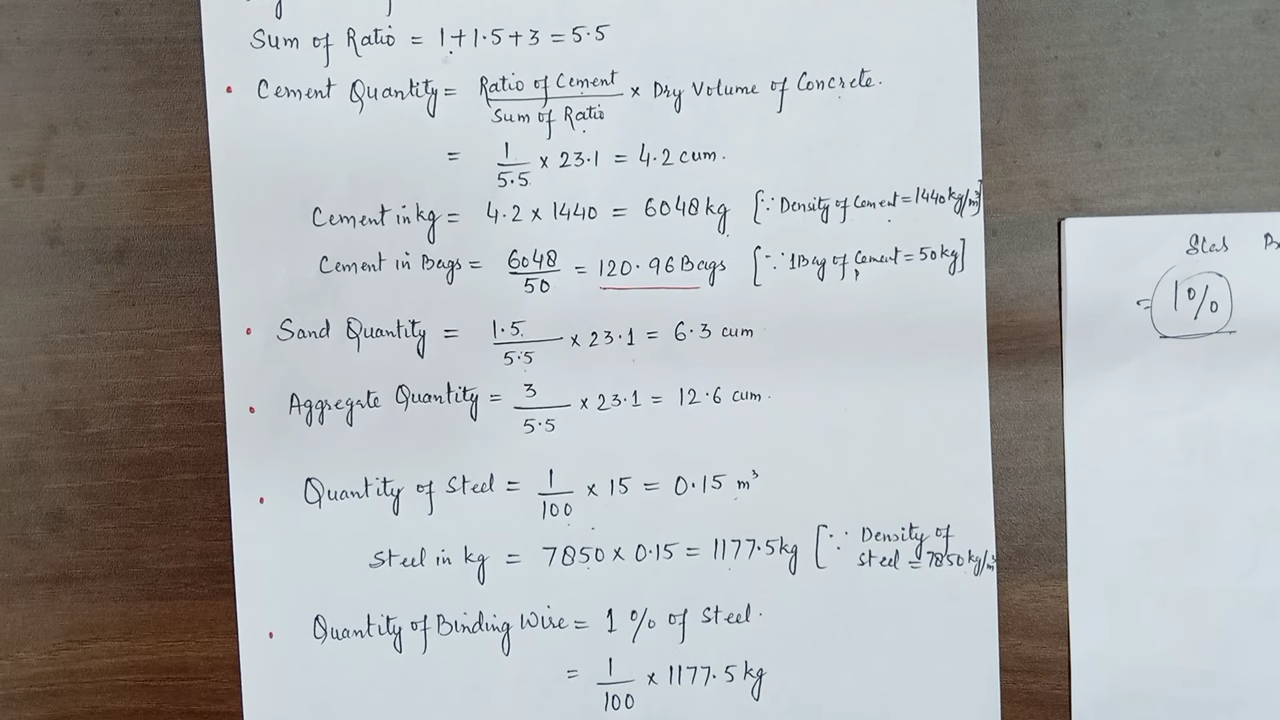 Sum of Ratio = 1+1.5+3 = 5.5
• Cement Quantity = Ratio of Cement / Sum of Ratio × Dry Volume of Concrete.
= 1/5.5 × 23.1 = 4.2 cum.
Cement in kg = 4.2 × 1440 = 6048 kg [∵ Density of Cement = 1440 kg/m³]
Cement in Bags = 6048/50 = 120.96 Bags [∵ 1 Bag of Cement = 50 kg]
• Sand Quantity = 1.5/5.5 × 23.1 = 6.3 cum
• Aggregate Quantity = 3/5.5 × 23.1 = 12.6 cum.
• Quantity of Steel = 1/100 × 15 = 0.15 m³
Steel in kg = 7850 × 0.15 = 1177.5 kg [∵ Density of steel = 7850 kg/m³
• Quantity of Binding Wire = 1 % of Steel.
= 1/100 × 1177.5 kg
= 1%